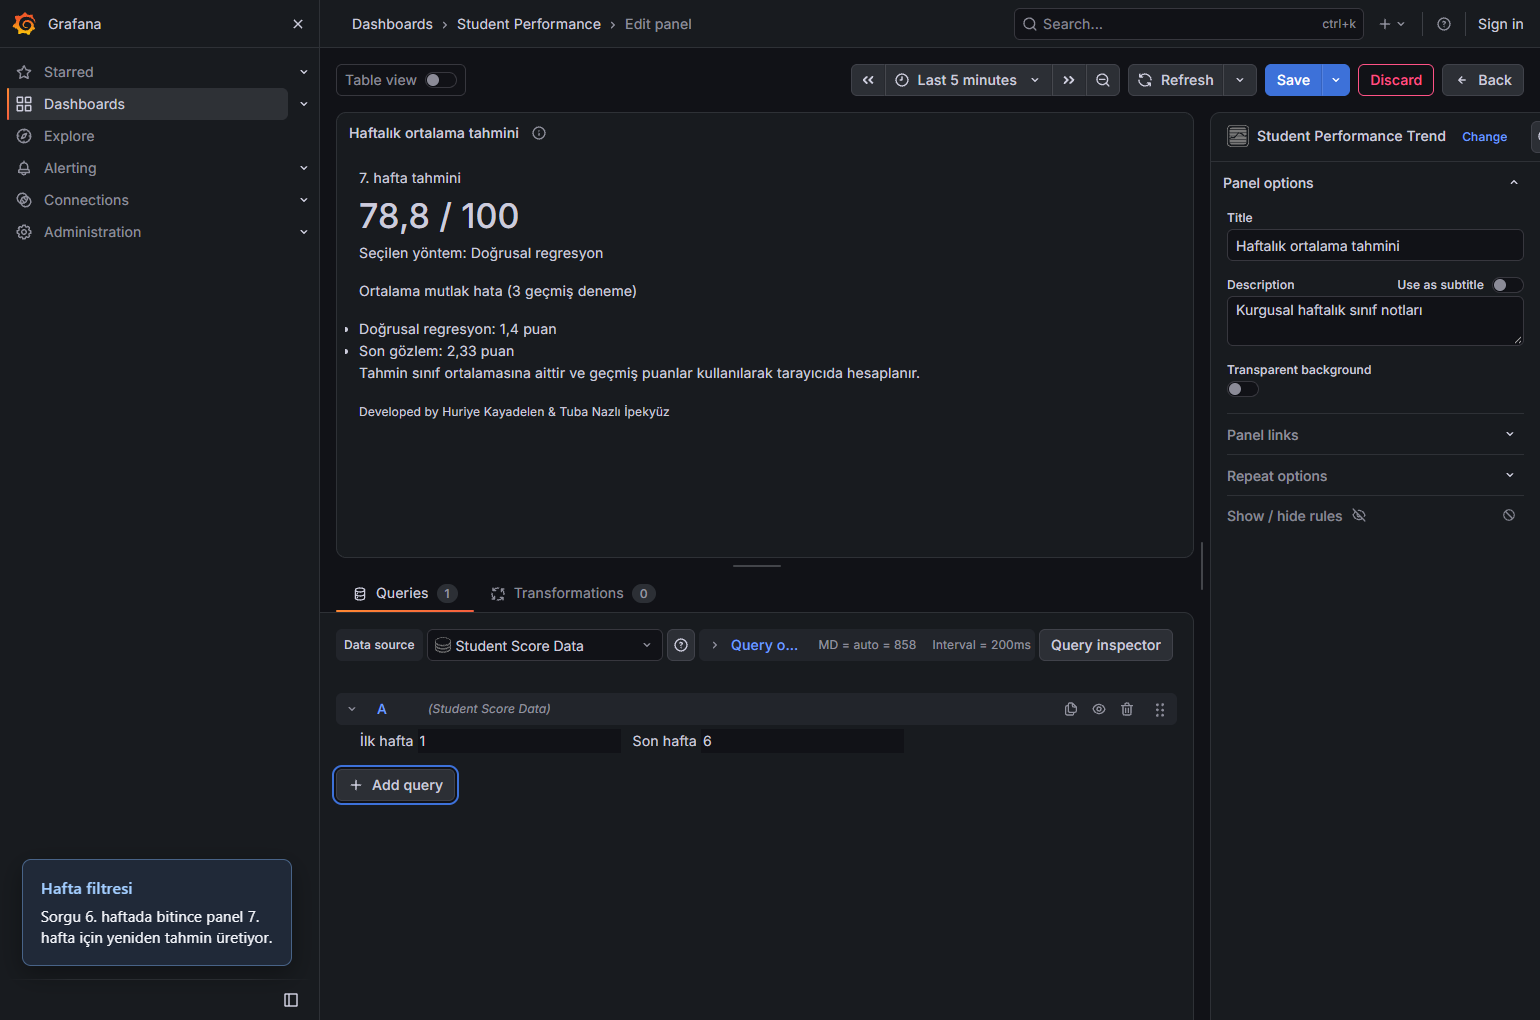 Grafana
Dashboards › Student Performance › Edit panel
Search...
ctrl+k
Sign in
Starred
Dashboards
Explore
Alerting
Connections
Administration
Table view
Last 5 minutes
Refresh
Save
Discard
Back
Haftalık ortalama tahmini
7. hafta tahmini
78,8 / 100
Seçilen yöntem: Doğrusal regresyon
Ortalama mutlak hata (3 geçmiş deneme)
Doğrusal regresyon: 1,4 puan
Son gözlem: 2,33 puan
Tahmin sınıf ortalamasına aittir ve geçmiş puanlar kullanılarak tarayıcıda hesaplanır.
Developed by Huriye Kayadelen & Tuba Nazlı İpekyüz
Student Performance Trend
Change
Panel options
Title
Haftalık ortalama tahmini
Description
Use as subtitle
Kurgusal haftalık sınıf notları
Transparent background
Panel links
Repeat options
Show / hide rules
Queries 1
Transformations 0
Data source
Student Score Data
Query o...
MD = auto = 858
Interval = 200ms
Query inspector
A
(Student Score Data)
İlk hafta 1
Son hafta 6
+ Add query
Hafta filtresi
Sorgu 6. haftada bitince panel 7.
hafta için yeniden tahmin üretiyor.